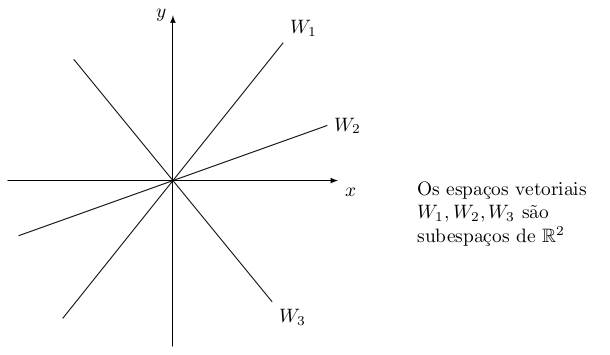 y
W₁
W₂
x
Os espaços vetoriais
W₁, W₂, W₃ são
subespaços de ℝ²
W₃